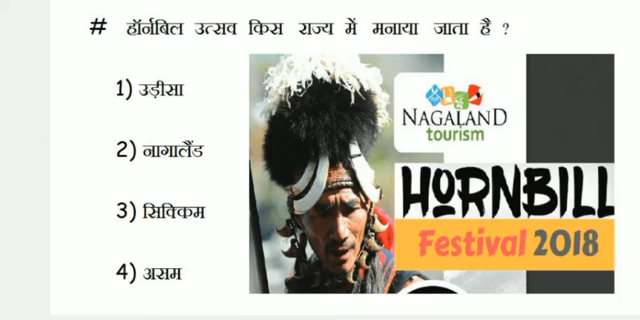 # हॉर्नबिल उत्सव किस राज्य में मनाया जाता है ?
1) उड़ीसा
2) नागालैंड
3) सिक्किम
4) असम
NAGALAND
tourism
HORNBILL
Festival 2018